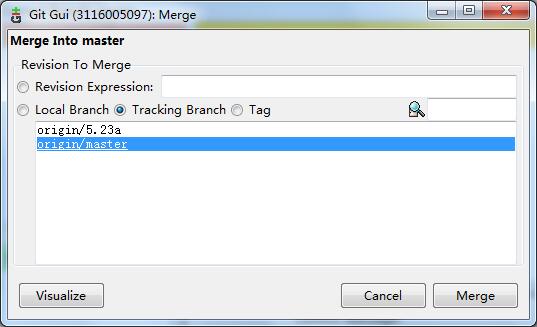 Git Gui (3116005097): Merge
Merge Into master
Revision To Merge
Revision Expression:
Local Branch Tracking Branch Tag
origin/5.23a
origin/master
Visualize Cancel Merge